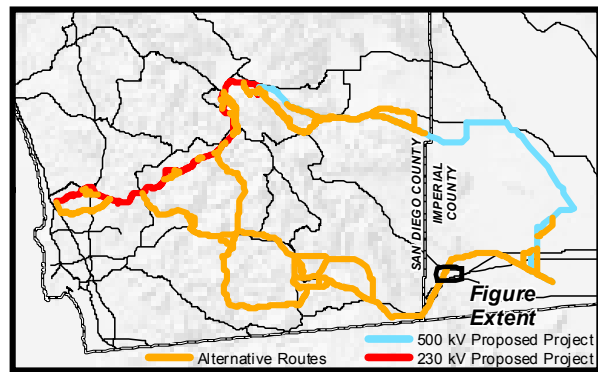 SAN DIEGO COUNTY
IMPERIAL
COUNTY
Figure
Extent
500 kV Proposed Project
Alternative Routes
230 kV Proposed Project